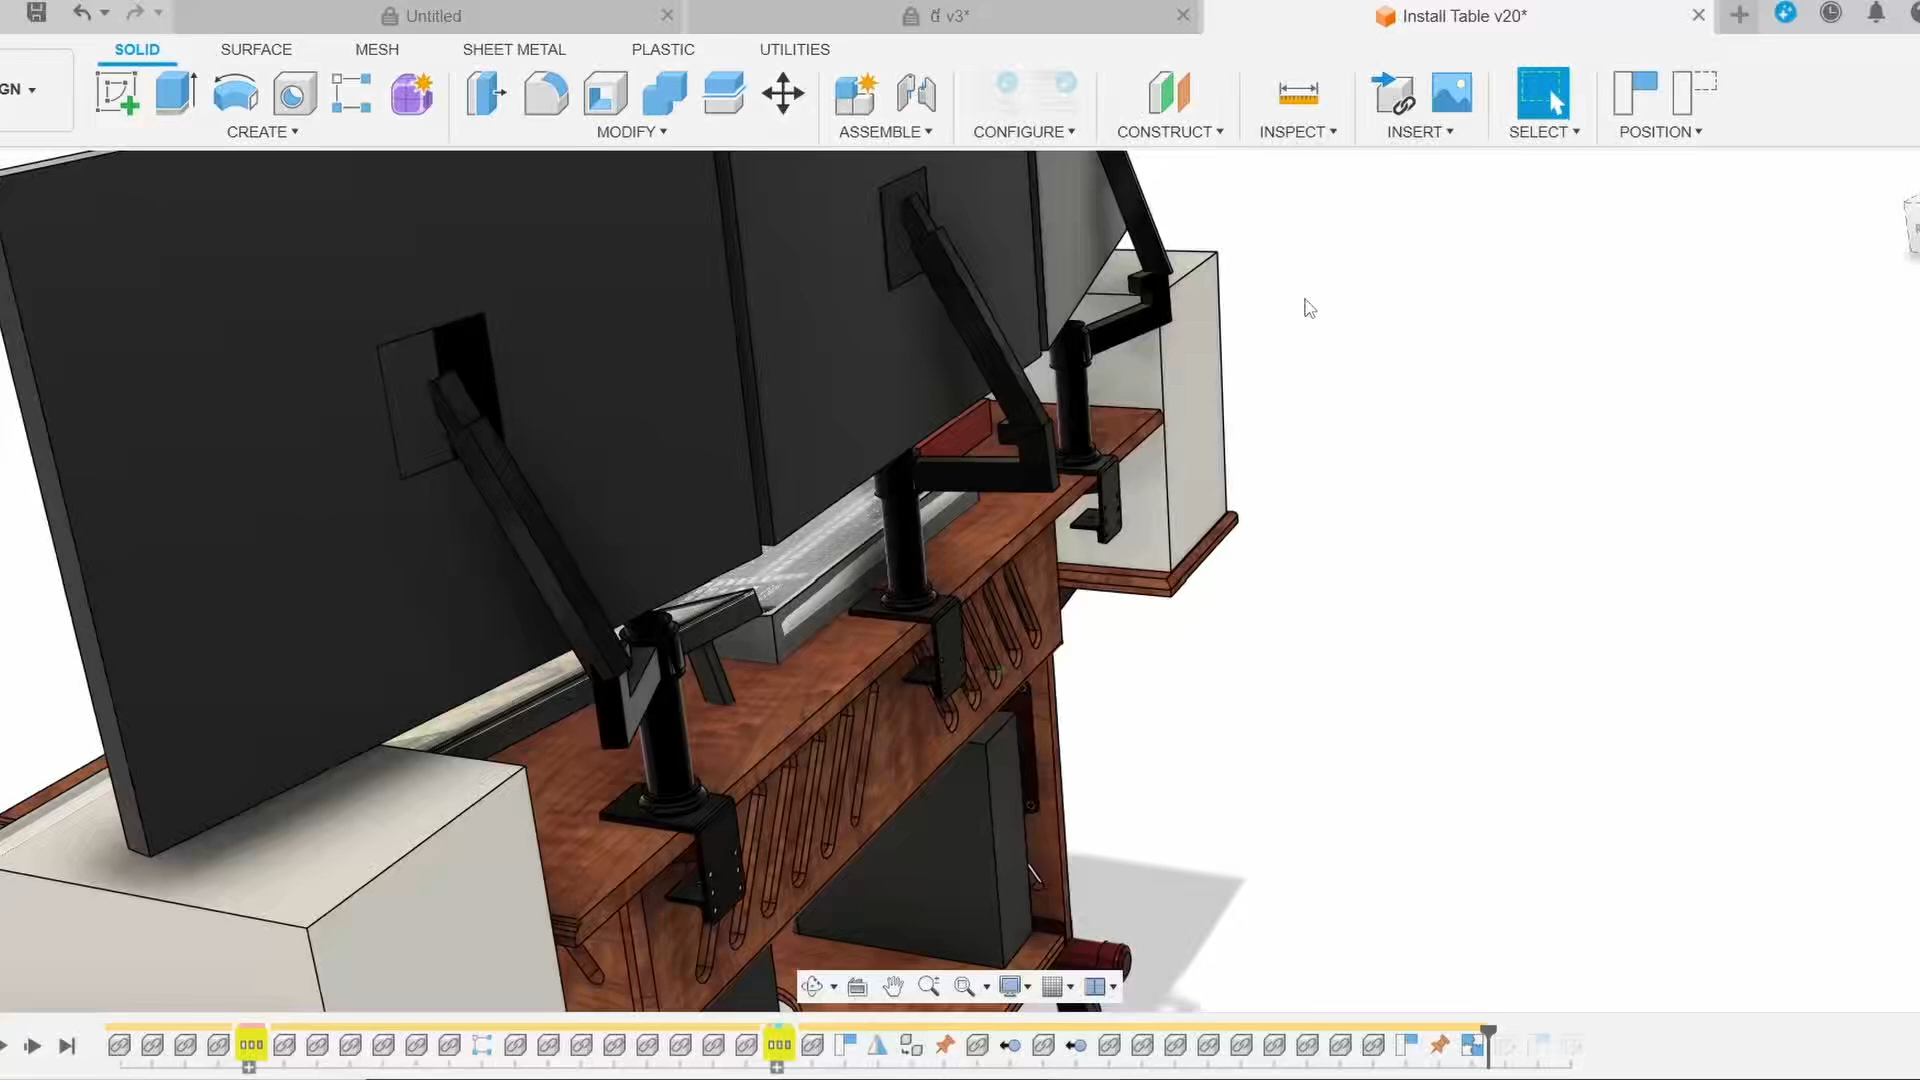 Untitled
ตี v3*
Install Table v20*
SOLID
SURFACE
MESH
SHEET METAL
PLASTIC
UTILITIES
GN
CREATE
MODIFY
ASSEMBLE
CONFIGURE
CONSTRUCT
INSPECT
INSERT
SELECT
POSITION